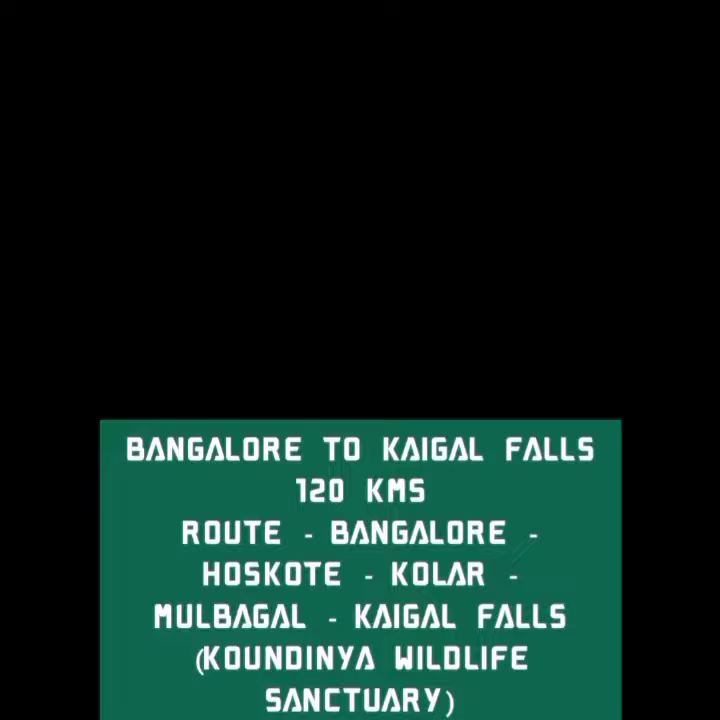 BANGALORE TO KAIGAL FALLS
120 KMS
ROUTE - BANGALORE -
HOSKOTE - KOLAR -
MULBAGAL - KAIGAL FALLS
(KOUNDINYA WILDLIFE
SANCTUARY)